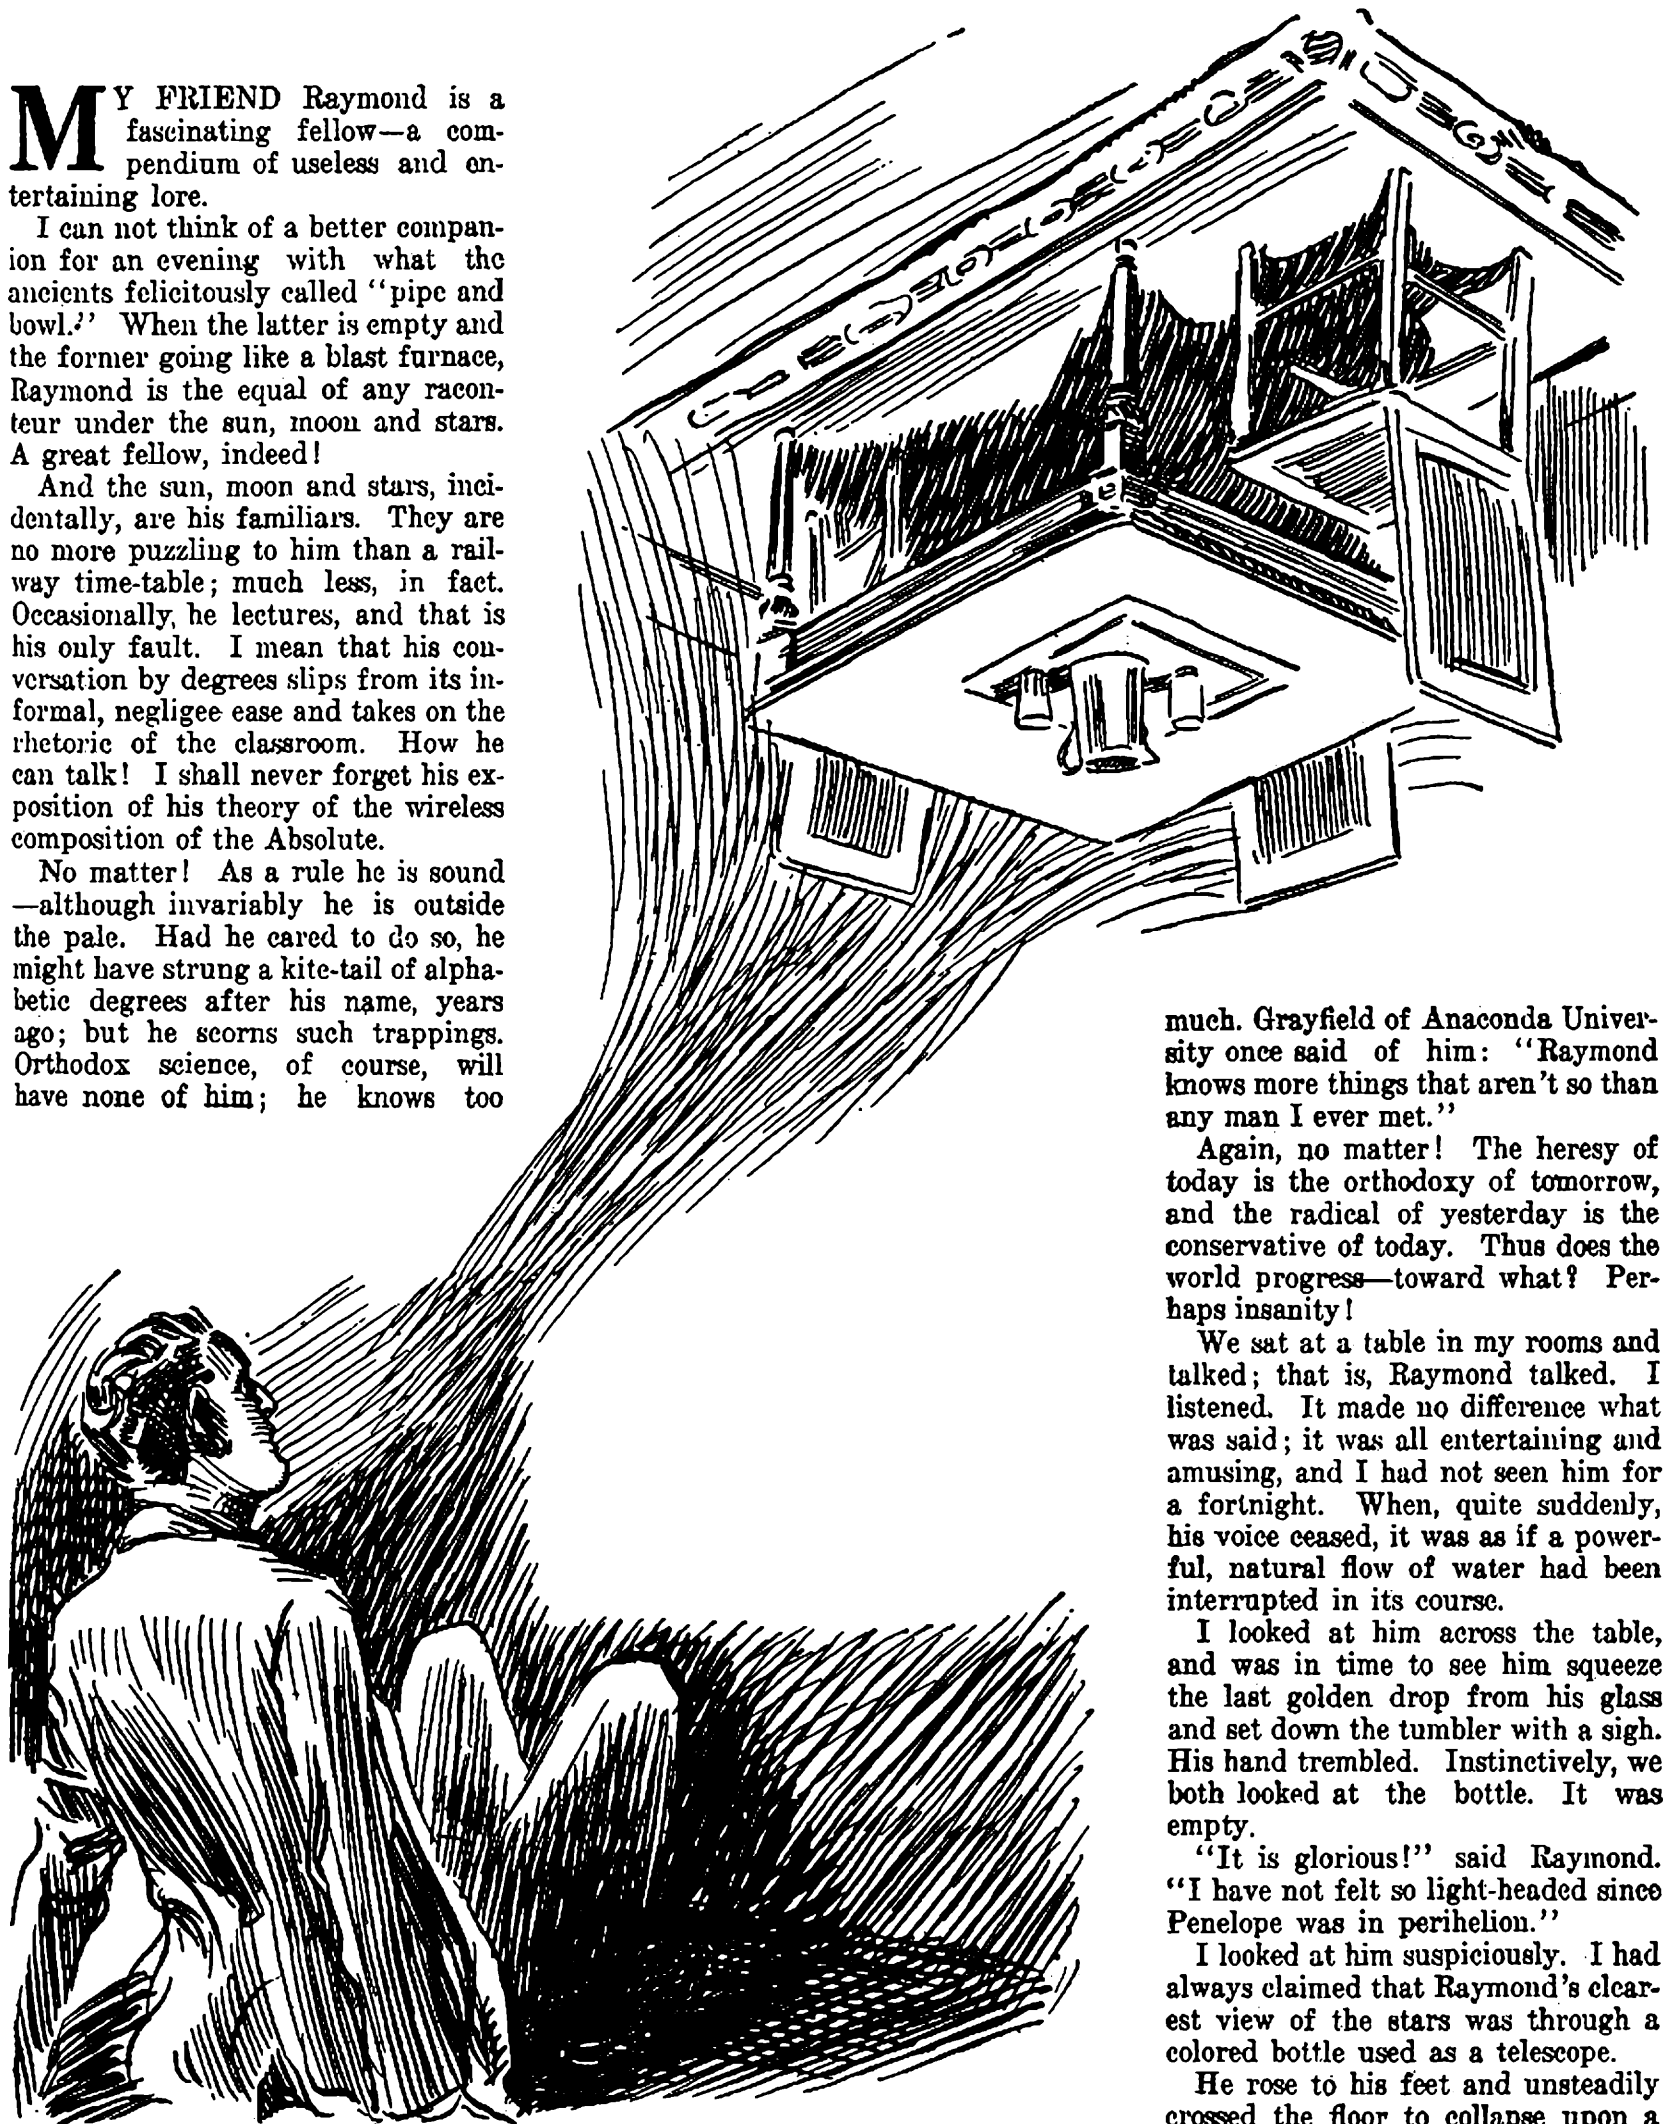 MY FRIEND Raymond is a
fascinating fellow—a com-
pendium of useless and en-
tertaining lore.
I can not think of a better compan-
ion for an evening with what the
ancients felicitously called "pipe and
bowl." When the latter is empty and
the former going like a blast furnace,
Raymond is the equal of any racon-
teur under the sun, moon and stars.
A great fellow, indeed!
And the sun, moon and stars, inci-
dentally, are his familiars. They are
no more puzzling to him than a rail-
way time-table; much less, in fact.
Occasionally, he lectures, and that is
his only fault. I mean that his con-
versation by degrees slips from its in-
formal, negligee ease and takes on the
rhetoric of the classroom. How he
can talk! I shall never forget his ex-
position of his theory of the wireless
composition of the Absolute.
No matter! As a rule he is sound
—although invariably he is outside
the pale. Had he cared to do so, he
might have strung a kite-tail of alpha-
betic degrees after his name, years
ago; but he scorns such trappings.
Orthodox science, of course, will
have none of him; he knows too
much. Grayfield of Anaconda Univer-
sity once said of him: "Raymond
knows more things that aren't so than
any man I ever met."
Again, no matter! The heresy of
today is the orthodoxy of tomorrow,
and the radical of yesterday is the
conservative of today. Thus does the
world progress—toward what? Per-
haps insanity!
We sat at a table in my rooms and
talked; that is, Raymond talked. I
listened. It made no difference what
was said; it was all entertaining and
amusing, and I had not seen him for
a fortnight. When, quite suddenly,
his voice ceased, it was as if a power-
ful, natural flow of water had been
interrupted in its course.
I looked at him across the table,
and was in time to see him squeeze
the last golden drop from his glass
and set down the tumbler with a sigh.
His hand trembled. Instinctively, we
both looked at the bottle. It was
empty.
"It is glorious!" said Raymond.
"I have not felt so light-headed since
Penelope was in perihelion."
I looked at him suspiciously. I had
always claimed that Raymond's clear-
est view of the stars was through a
colored bottle used as a telescope.
He rose to his feet and unsteadily
crossed the floor to collapse upon a